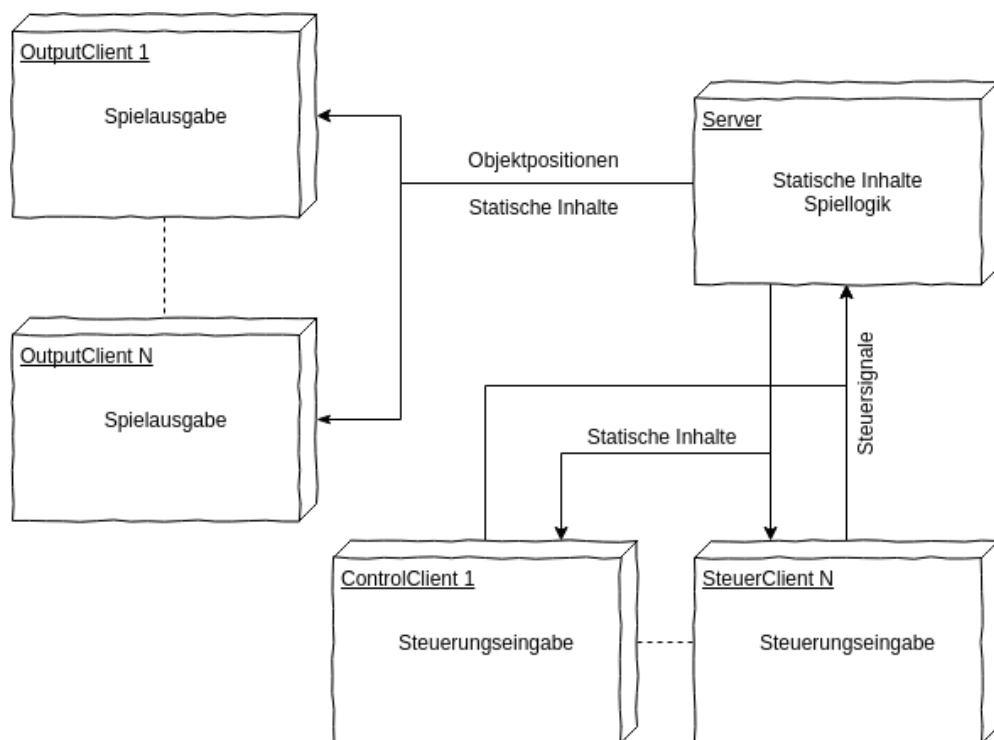 OutputClient 1
Spielausgabe
Server
Statische Inhalte
Spiellogik
Objektpositionen
Statische Inhalte
OutputClient N
Spielausgabe
Steuersignale
Statische Inhalte
ControlClient 1
Steuerungseingabe
SteuerClient N
Steuerungseingabe